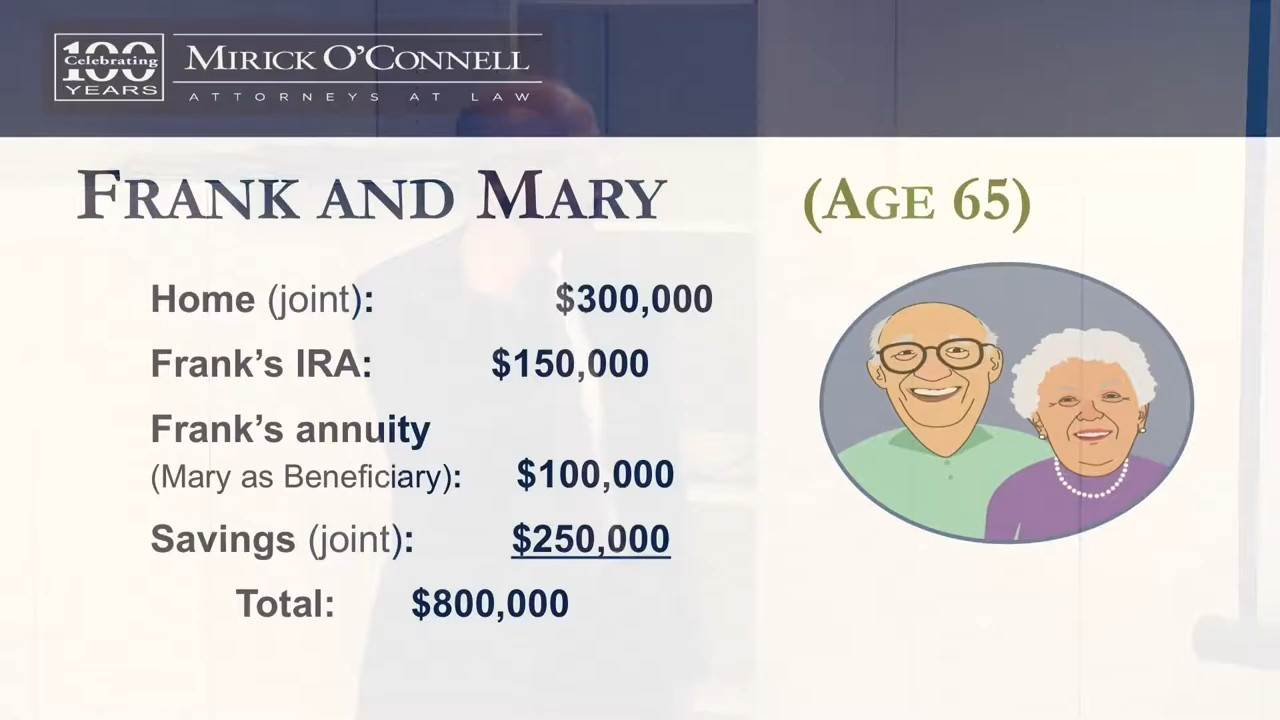 100
Celebrating
YEARS
MIRICK O'CONNELL
ATTORNEYS AT LAW
FRANK AND MARY (AGE 65)
Home (joint): $300,000
Frank's IRA: $150,000
Frank's annuity
(Mary as Beneficiary): $100,000
Savings (joint): $250,000
Total: $800,000